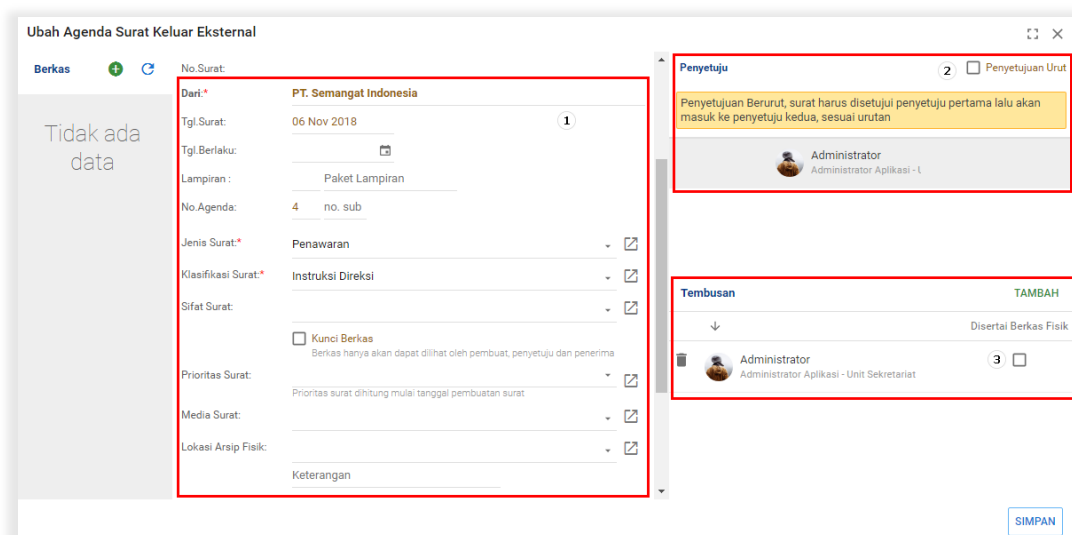 Ubah Agenda Surat Keluar Eksternal
Berkas
Tidak ada
data
No.Surat:
Dari:* PT. Semangat Indonesia
Tgl.Surat: 06 Nov 2018 1
Tgl.Berlaku:
Lampiran : Paket Lampiran
No.Agenda: 4 no. sub
Jenis Surat:* Penawaran
Klasifikasi Surat:* Instruksi Direksi
Sifat Surat:
Kunci Berkas
Berkas hanya akan dapat dilihat oleh pembuat, penyetuju dan penerima
Prioritas Surat:
Prioritas surat dihitung mulai tanggal pembuatan surat
Media Surat:
Lokasi Arsip Fisik:
Keterangan
Penyetuju 2 Penyetujuan Urut
Penyetujuan Berurut, surat harus disetujui penyetuju pertama lalu akan
masuk ke penyetuju kedua, sesuai urutan
Administrator
Administrator Aplikasi -
Tembusan TAMBAH
Disertai Berkas Fisik
Administrator 3
Administrator Aplikasi - Unit Sekretariat
SIMPAN